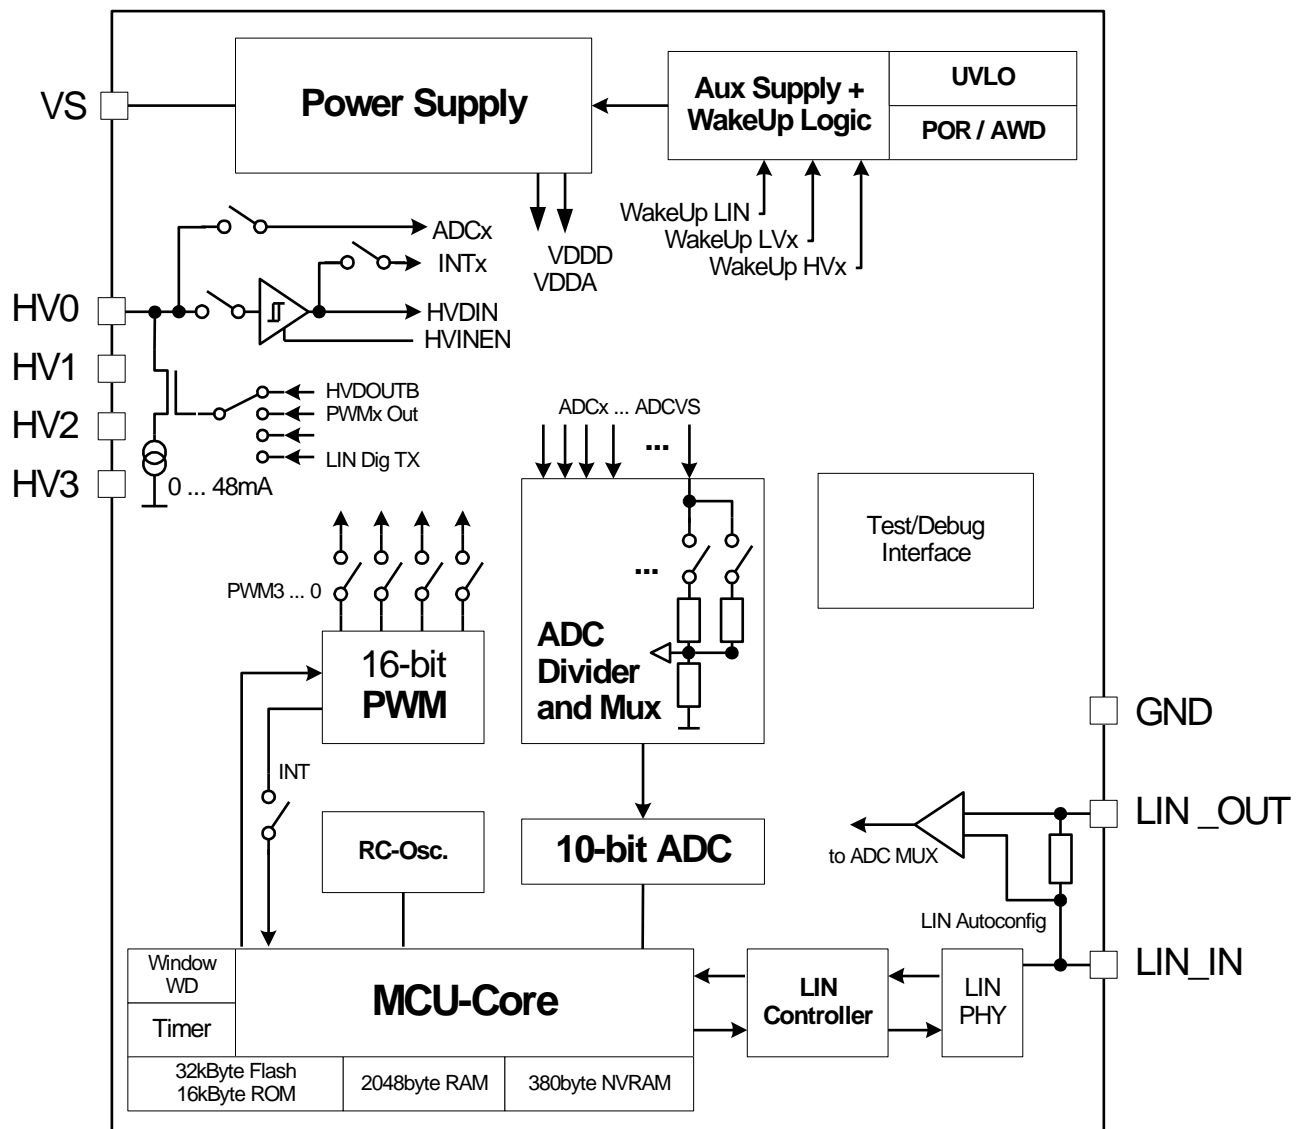 VS
Power Supply
Aux Supply +
WakeUp Logic
UVLO
POR / AWD
WakeUp LIN
WakeUp LVx
WakeUp HVx
VDDD
VDDA
ADCx
INTx
HV0
HVDIN
HVINEN
HV1
HVDOUTB
PWMx Out
HV2
LIN Dig TX
HV3
0 ... 48mA
ADCx ... ADCVS
...
...
Test/Debug
Interface
PWM3 ... 0
16-bit
PWM
ADC
Divider
and Mux
GND
INT
LIN _OUT
to ADC MUX
RC-Osc.
10-bit ADC
LIN Autoconfig
LIN_IN
Window
WD
Timer
MCU-Core
LIN
Controller
LIN
PHY
32kByte Flash
16kByte ROM
2048byte RAM
380byte NVRAM